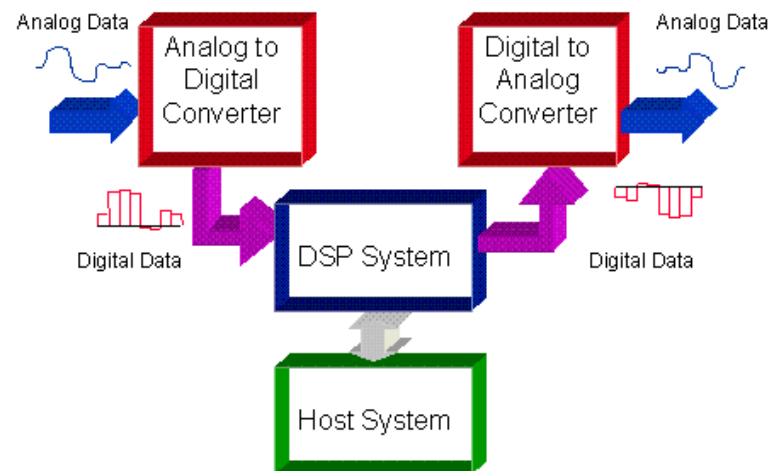 Analog Data
Analog to
Digital
Converter
Digital to
Analog
Converter
Analog Data
Digital Data
DSP System
Digital Data
Host System